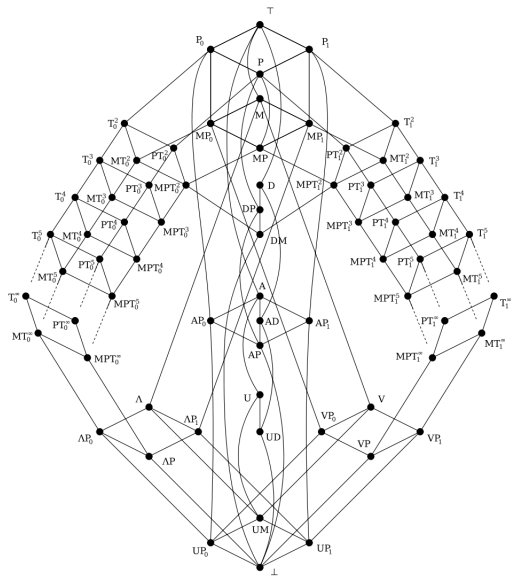 ⊤
P₀ P₁
P
M
T₀² T₁²
MP₀ MP₁
T₀³ MT₀² PT₀² MP PT₁² MT₁² T₁³
T₀⁴ MT₀³ PT₀³ MPT₀² D MPT₁² PT₁³ MT₁³ T₁⁴
DP
T₀⁵ MT₀⁴ PT₀⁴ MPT₀³ DM MPT₁³ PT₁⁴ MT₁⁴ T₁⁵
MT₀⁵ PT₀⁵ MPT₀⁴ MPT₁⁴ PT₁⁵ MT₁⁵
A
T₀∞ MPT₀⁵ MPT₁⁵ T₁∞
PT₀∞ AP₀ AD AP₁ PT₁∞
MT₀∞ MT₁∞
MPT₀∞ AP MPT₁∞
U
Λ V
ΛP₀ ΛP₁ UD VP₀ VP₁
ΛP VP
UM
UP₀ UP₁
⊥